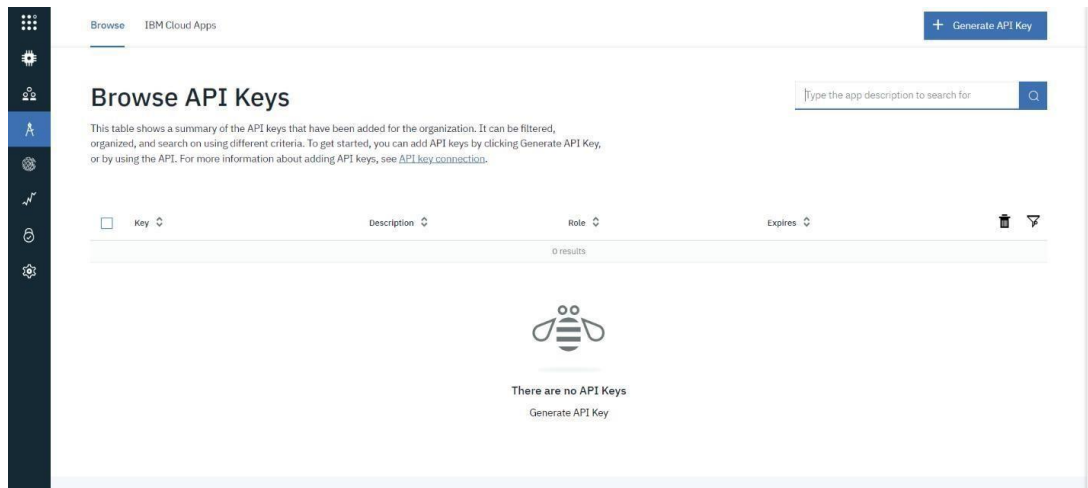 Browse IBM Cloud Apps
+ Generate API Key
Browse API Keys
Type the app description to search for
This table shows a summary of the API keys that have been added for the organization. It can be filtered,
organized, and search on using different criteria. To get started, you can add API keys by clicking Generate API Key,
or by using the API. For more information about adding API keys, see API key connection.
Key Description Role Expires
0 results
There are no API Keys
Generate API Key